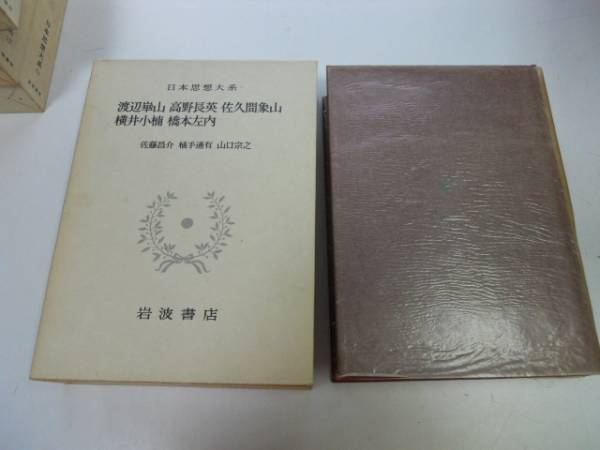 日本思想大系
渡辺崋山 高野長英 佐久間象山
横井小楠 橋本左内
佐藤昌介 植手通有 山口宗之
岩波書店